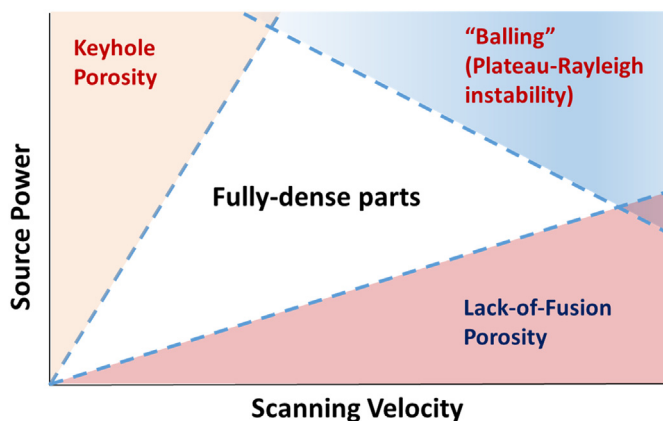 Keyhole
Porosity
“Balling”
(Plateau-Rayleigh
instability)
Fully-dense parts
Lack-of-Fusion
Porosity
Source Power
Scanning Velocity